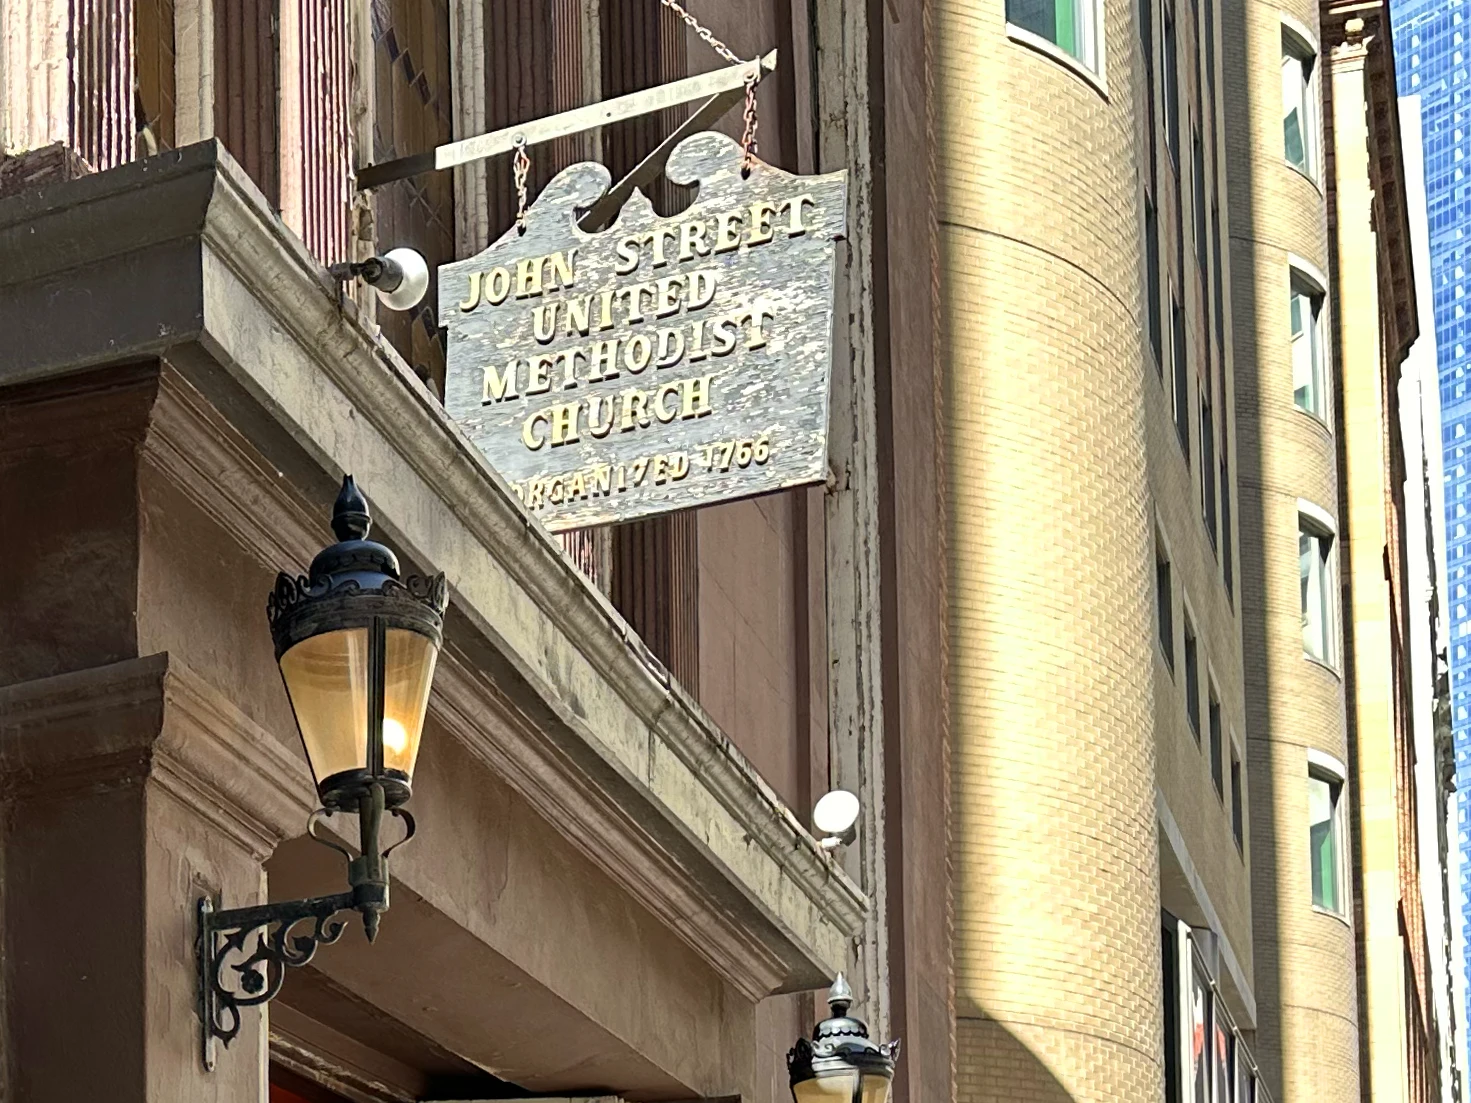 JOHN STREET
UNITED
METHODIST
CHURCH
ORGANIZED 1766